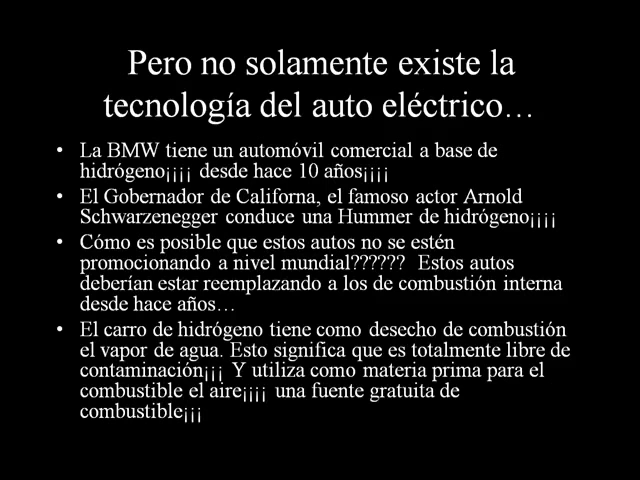 Pero no solamente existe la
tecnología del auto eléctrico…
• La BMW tiene un automóvil comercial a base de
hidrógeno¡¡¡¡ desde hace 10 años¡¡¡¡
• El Gobernador de Californa, el famoso actor Arnold
Schwarzenegger conduce una Hummer de hidrógeno¡¡¡¡
• Cómo es posible que estos autos no se estén
promocionando a nivel mundial?????? Estos autos
deberían estar reemplazando a los de combustión interna
desde hace años…
• El carro de hidrógeno tiene como desecho de combustión
el vapor de agua. Esto significa que es totalmente libre de
contaminación¡¡¡ Y utiliza como materia prima para el
combustible el aire¡¡¡¡ una fuente gratuita de
combustible¡¡¡